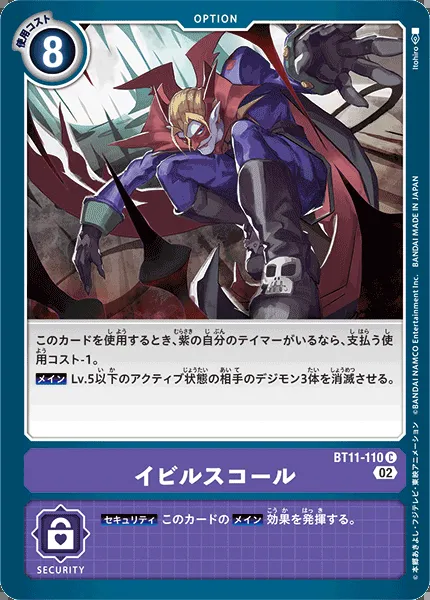 OPTION
使用コスト
8
Itohiro
このカードを使用するとき、紫の自分のテイマーがいるなら、支払う使
用コスト-1。
メイン Lv.5以下のアクティブ状態の相手のデジモン3体を消滅させる。
BT11-110 C
イビルスコール
02
セキュリティ このカードの メイン 効果を発揮する。
SECURITY
©本郷あきよし・フジテレビ・東映アニメーション ©BANDAI NAMCO Entertainment Inc. BANDAI MADE IN JAPAN